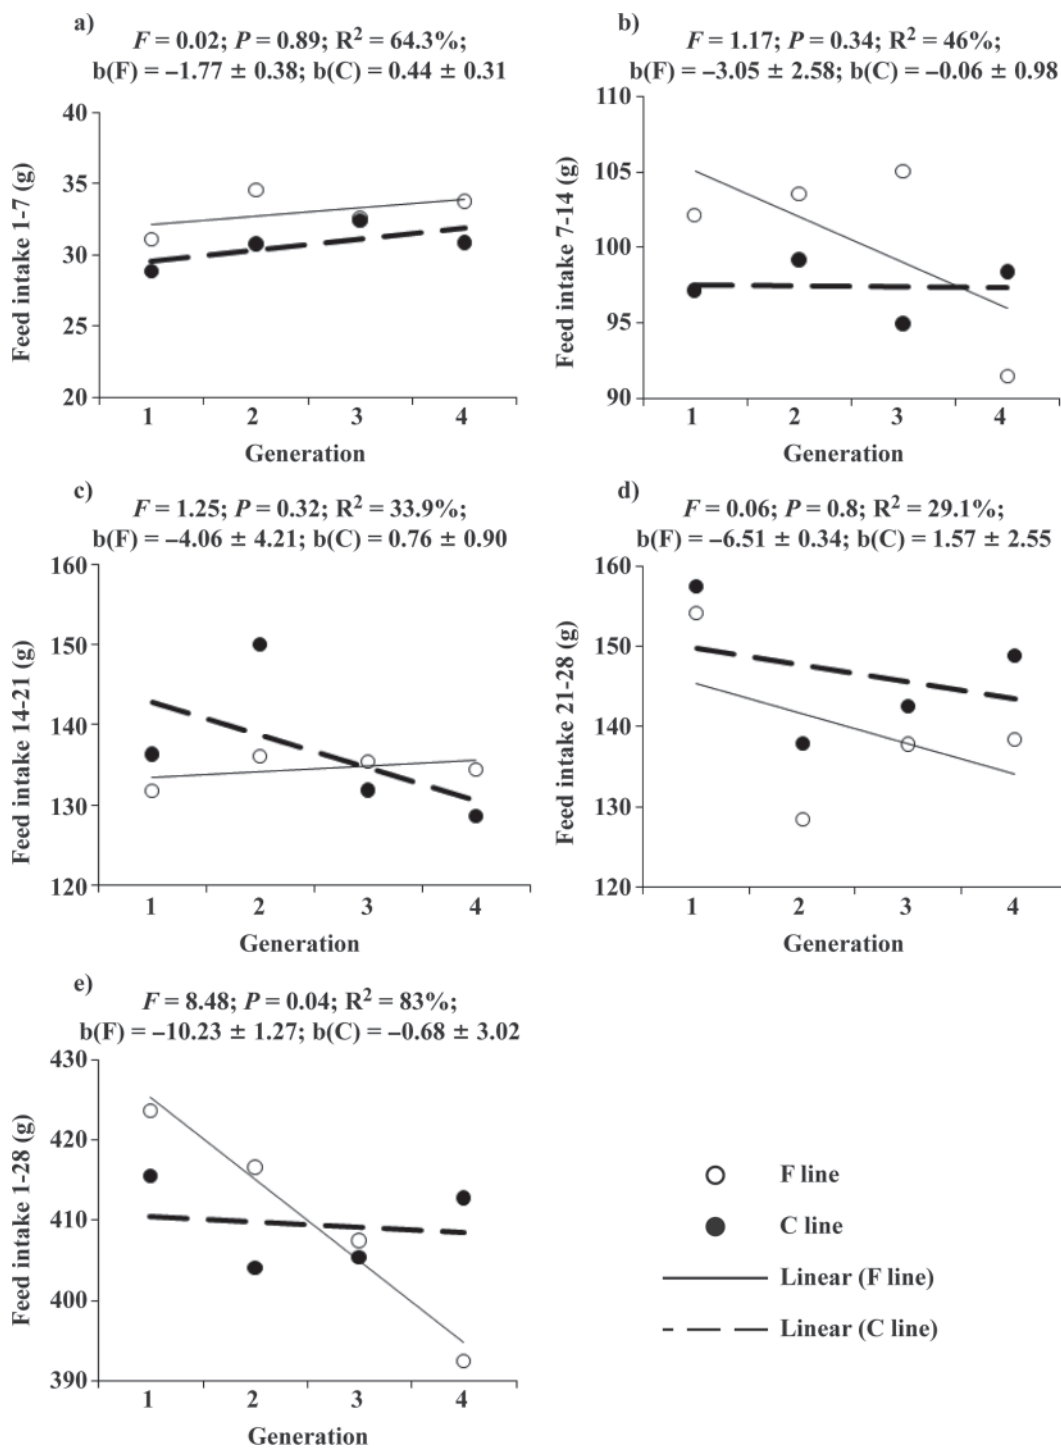 a)
F = 0.02; P = 0.89; R² = 64.3%;
b(F) = –1.77 ± 0.38; b(C) = 0.44 ± 0.31
Feed intake 1-7 (g)
40
35
30
25
20
1 2 3 4
Generation
b)
F = 1.17; P = 0.34; R² = 46%;
b(F) = –3.05 ± 2.58; b(C) = –0.06 ± 0.98
Feed intake 7-14 (g)
110
105
100
95
90
1 2 3 4
Generation
c)
F = 1.25; P = 0.32; R² = 33.9%;
b(F) = –4.06 ± 4.21; b(C) = 0.76 ± 0.90
Feed intake 14-21 (g)
160
150
140
130
120
1 2 3 4
Generation
d)
F = 0.06; P = 0.8; R² = 29.1%;
b(F) = –6.51 ± 0.34; b(C) = 1.57 ± 2.55
Feed intake 21-28 (g)
160
150
140
130
120
1 2 3 4
Generation
e)
F = 8.48; P = 0.04; R² = 83%;
b(F) = –10.23 ± 1.27; b(C) = –0.68 ± 3.02
Feed intake 1-28 (g)
430
420
410
400
390
1 2 3 4
Generation
F line
C line
Linear (F line)
Linear (C line)